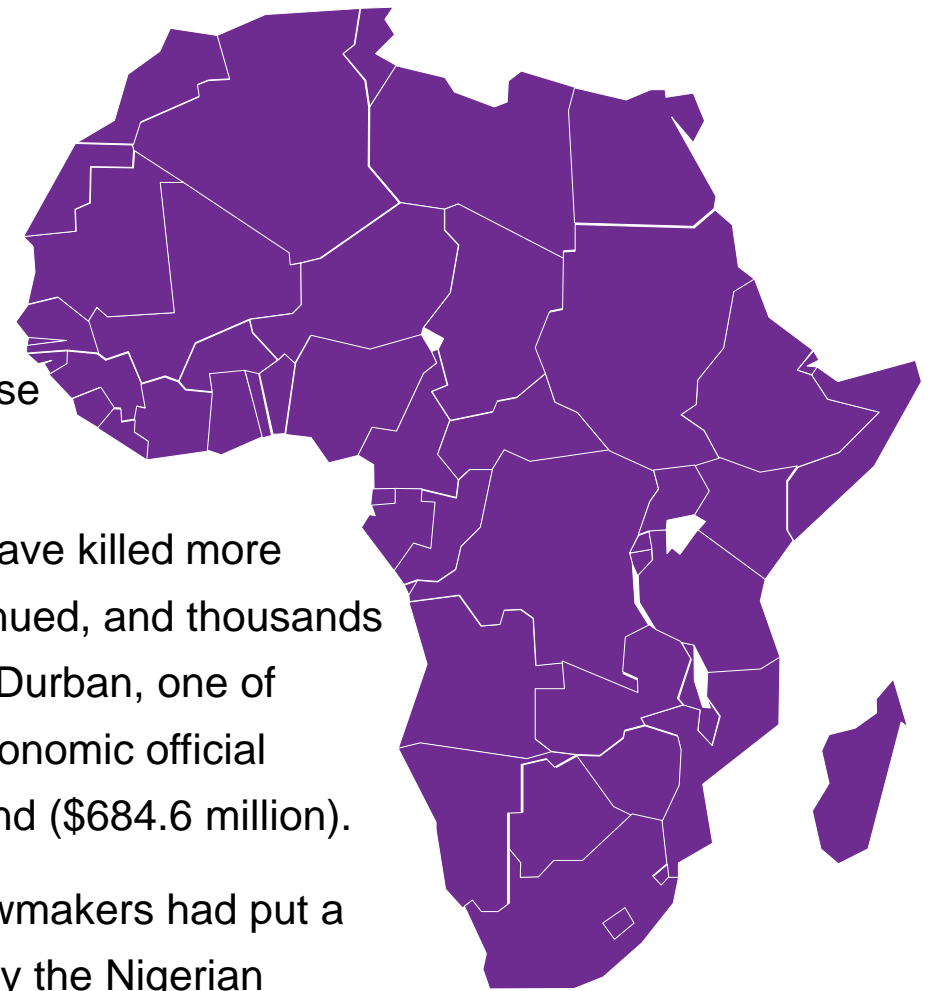 se
ave killed more
nued, and thousands
Durban, one of
onomic official
nd ($684.6 million).
wmakers had put a
y the Nigerian